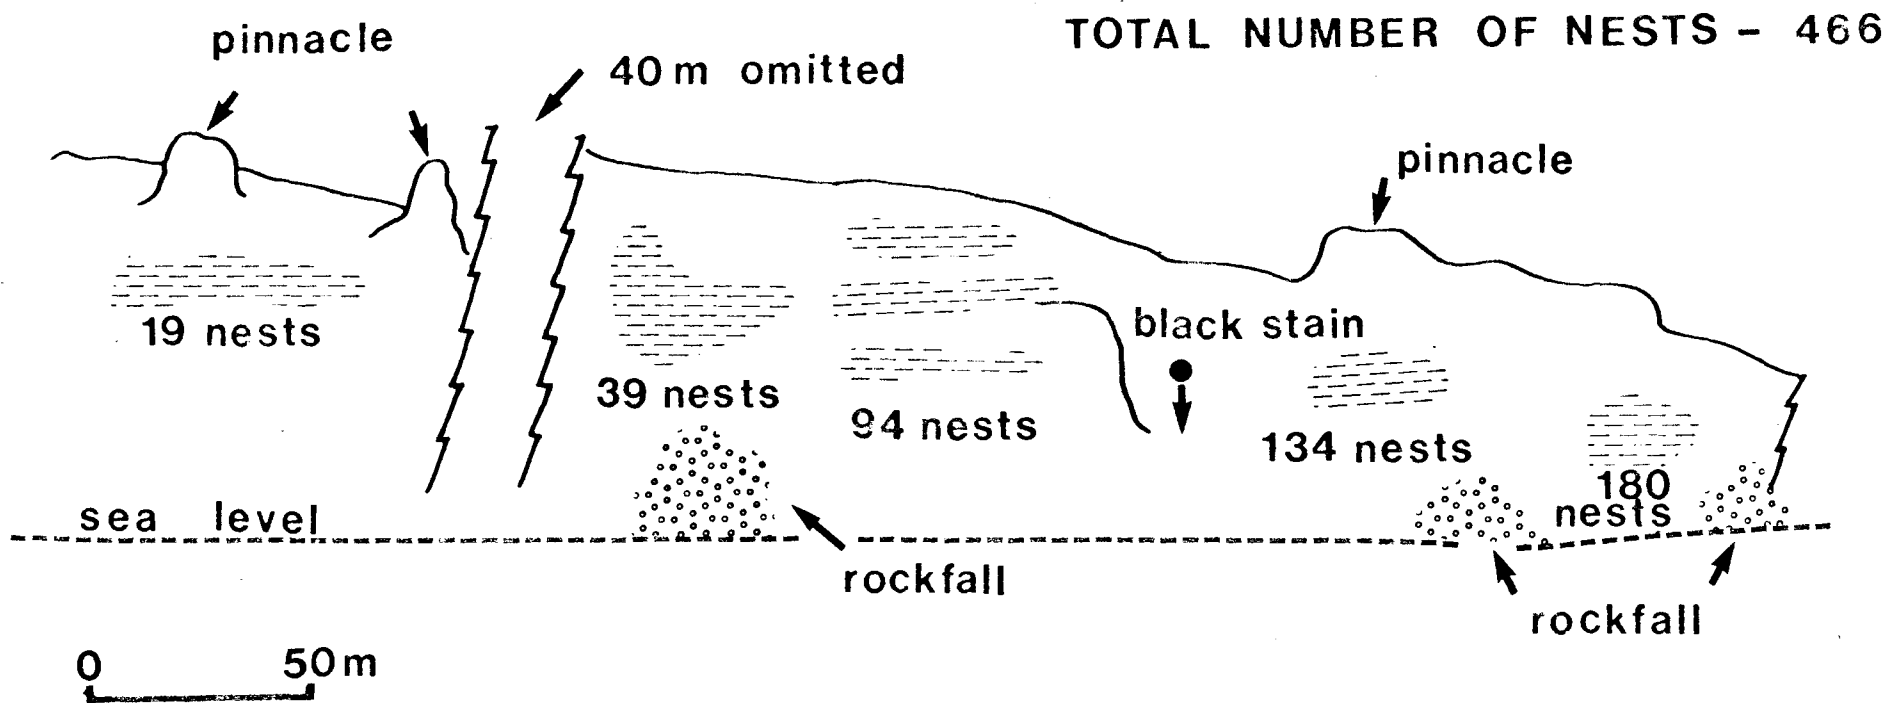 TOTAL NUMBER OF NESTS - 466
pinnacle
40 m omitted
pinnacle
19 nests
black stain
39 nests
94 nests
134 nests
180
nests
sea level
rockfall
rockfall
0 50 m